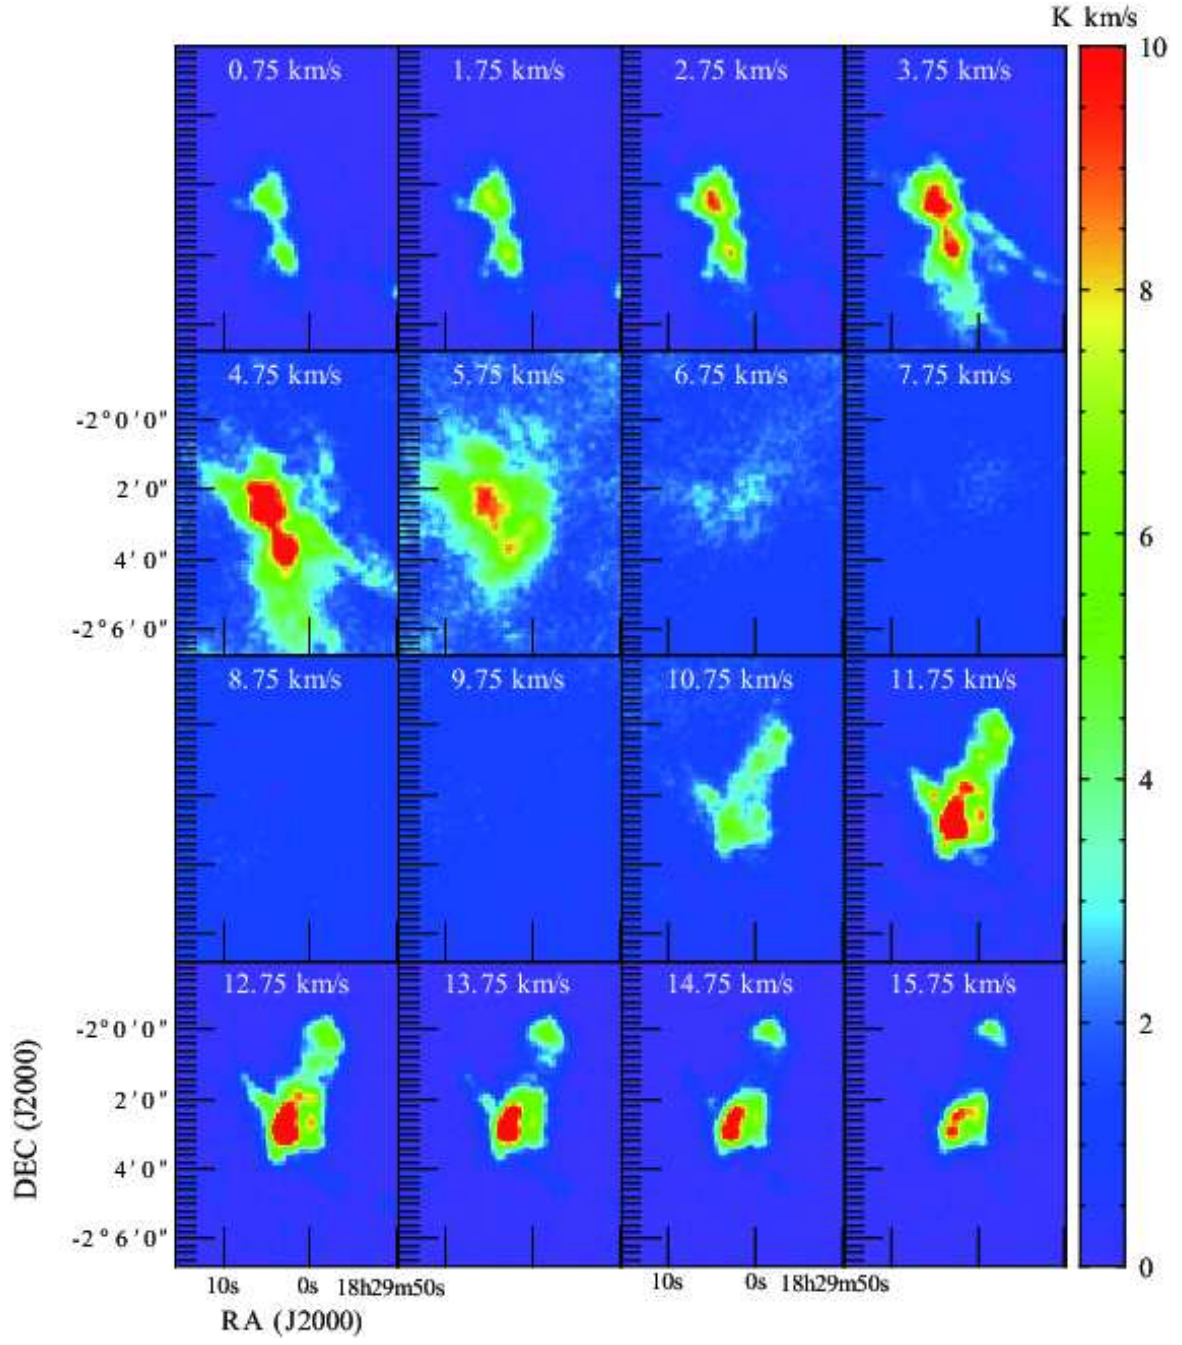 K km/s
0.75 km/s 1.75 km/s 2.75 km/s 3.75 km/s 10
8
4.75 km/s 5.75 km/s 6.75 km/s 7.75 km/s
-2°0′0"
2′0"
6
4′0"
-2°6′0"
8.75 km/s 9.75 km/s 10.75 km/s 11.75 km/s
4
12.75 km/s 13.75 km/s 14.75 km/s 15.75 km/s
-2°0′0" 2
2′0"
4′0"
-2°6′0"
0
DEC (J2000)
10s 0s 18h29m50s 10s 0s 18h29m50s
RA (J2000)